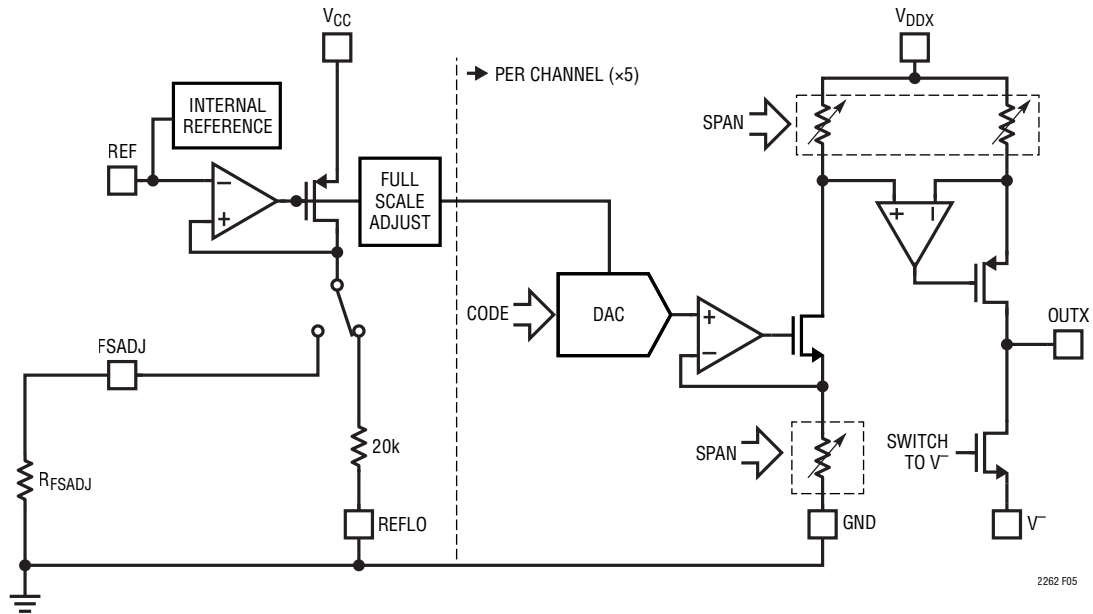 VCC
VDDX
PER CHANNEL (×5)
INTERNAL
REFERENCE
SPAN
REF
FULL
SCALE
ADJUST
−
+
+
−
CODE
DAC
+
−
OUTX
FSADJ
20k
SPAN
SWITCH
TO V−
RFSADJ
REFLO
GND
V−
2262 F05